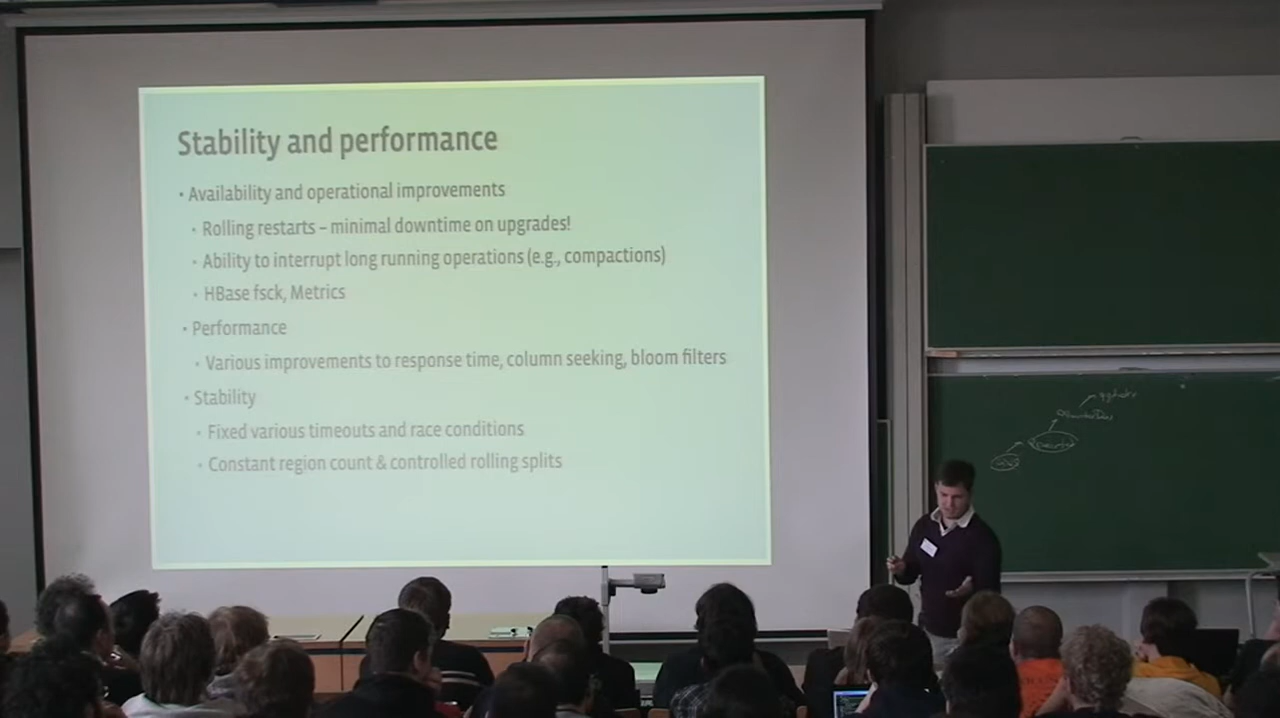 Stability and performance
• Availability and operational improvements
• Rolling restarts – minimal downtime on upgrades!
• Ability to interrupt long running operations (e.g., compactions)
• HBase fsck, Metrics
• Performance
• Various improvements to response time, column seeking, bloom filters
• Stability
• Fixed various timeouts and race conditions
• Constant region count & controlled rolling splits